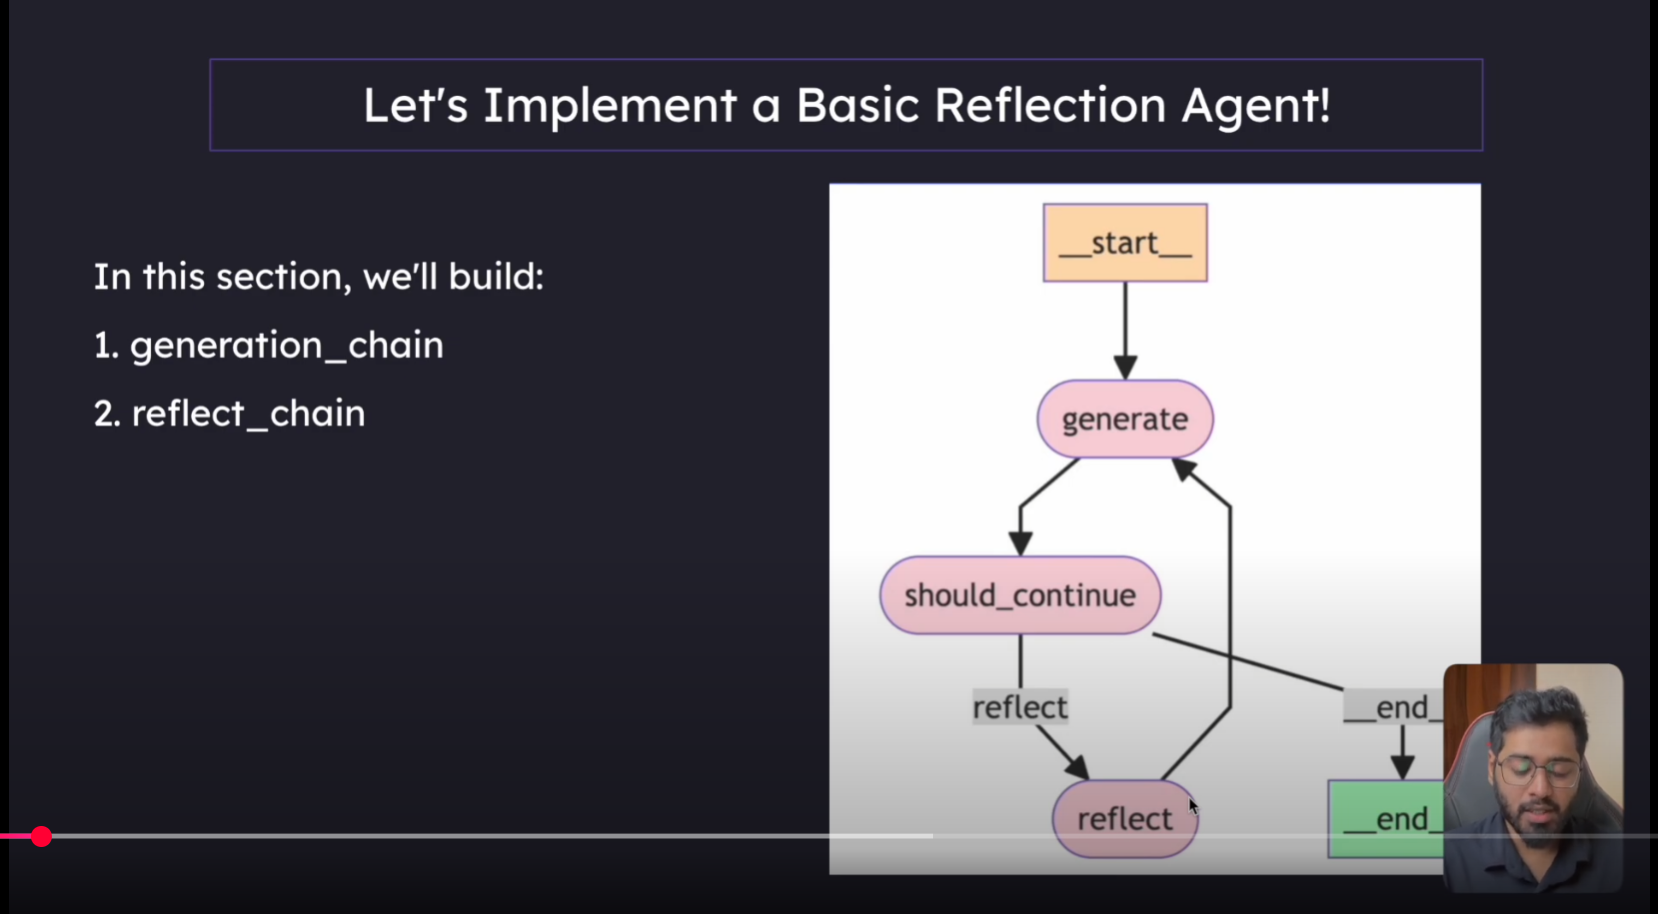 Let's Implement a Basic Reflection Agent!
In this section, we'll build:
1. generation_chain
2. reflect_chain
__start__
generate
should_continue
reflect
__end_
reflect
__end_